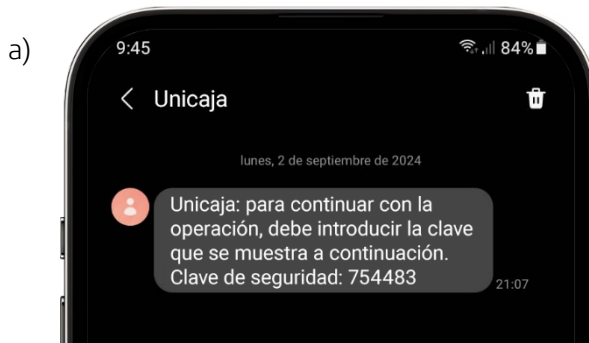 a)
9:45 84%
Unicaja
lunes, 2 de septiembre de 2024
Unicaja: para continuar con la
operación, debe introducir la clave
que se muestra a continuación.
Clave de seguridad: 754483
21:07